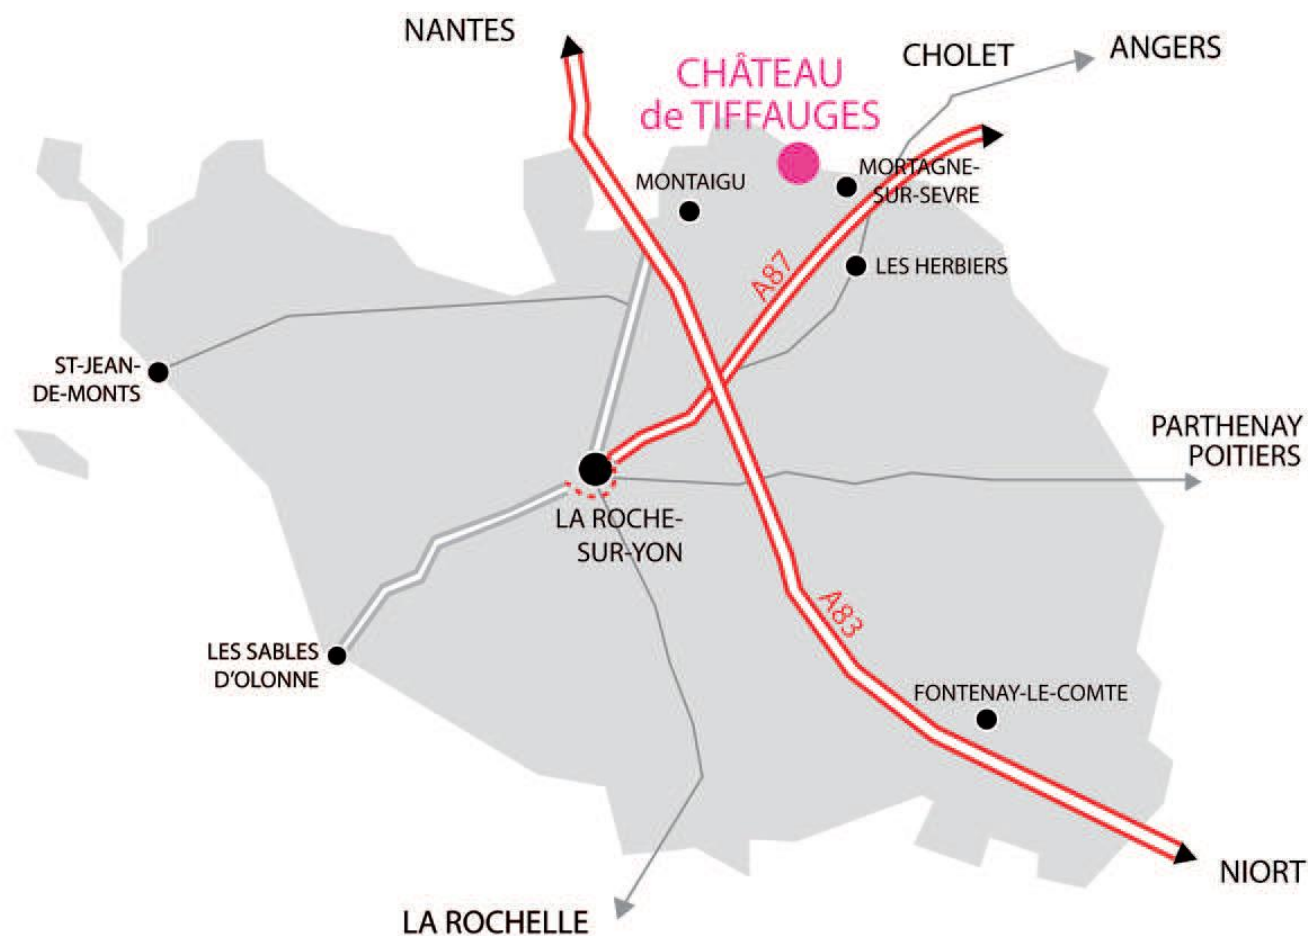 NANTES
CHÂTEAU
de TIFFAUGES
CHOLET
ANGERS
MONTAIGU
MORTAGNE-
SUR-SEVRE
A87
LES HERBIERS
ST-JEAN-
DE-MONTS
PARTHENAY
POITIERS
LA ROCHE-
SUR-YON
A83
LES SABLES
D'OLONNE
FONTENAY-LE-COMTE
NIORT
LA ROCHELLE